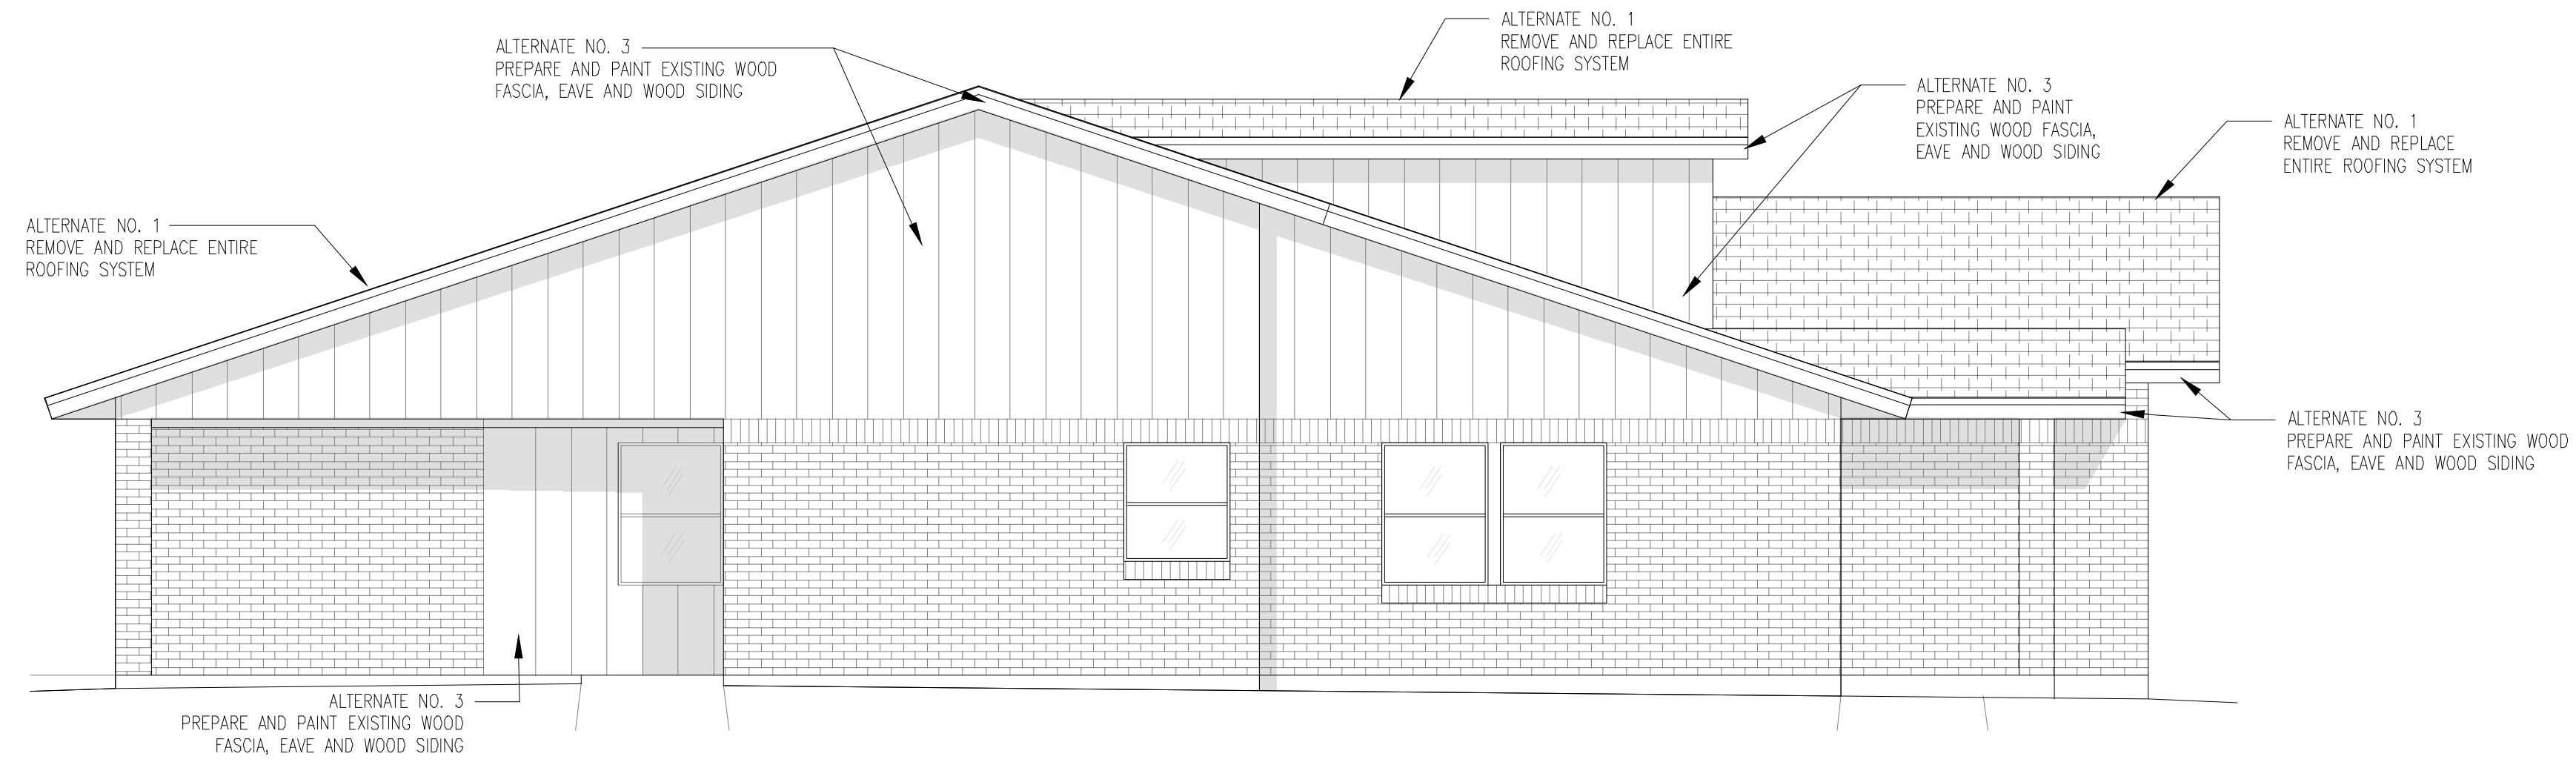 ALTERNATE NO. 1
REMOVE AND REPLACE ENTIRE
ROOFING SYSTEM
ALTERNATE NO. 3
PREPARE AND PAINT EXISTING WOOD
FASCIA, EAVE AND WOOD SIDING
ALTERNATE NO. 3
PREPARE AND PAINT
EXISTING WOOD FASCIA,
EAVE AND WOOD SIDING
ALTERNATE NO. 1
REMOVE AND REPLACE
ENTIRE ROOFING SYSTEM
ALTERNATE NO. 1
REMOVE AND REPLACE ENTIRE
ROOFING SYSTEM
ALTERNATE NO. 3
PREPARE AND PAINT EXISTING WOOD
FASCIA, EAVE AND WOOD SIDING
ALTERNATE NO. 3
PREPARE AND PAINT EXISTING WOOD
FASCIA, EAVE AND WOOD SIDING